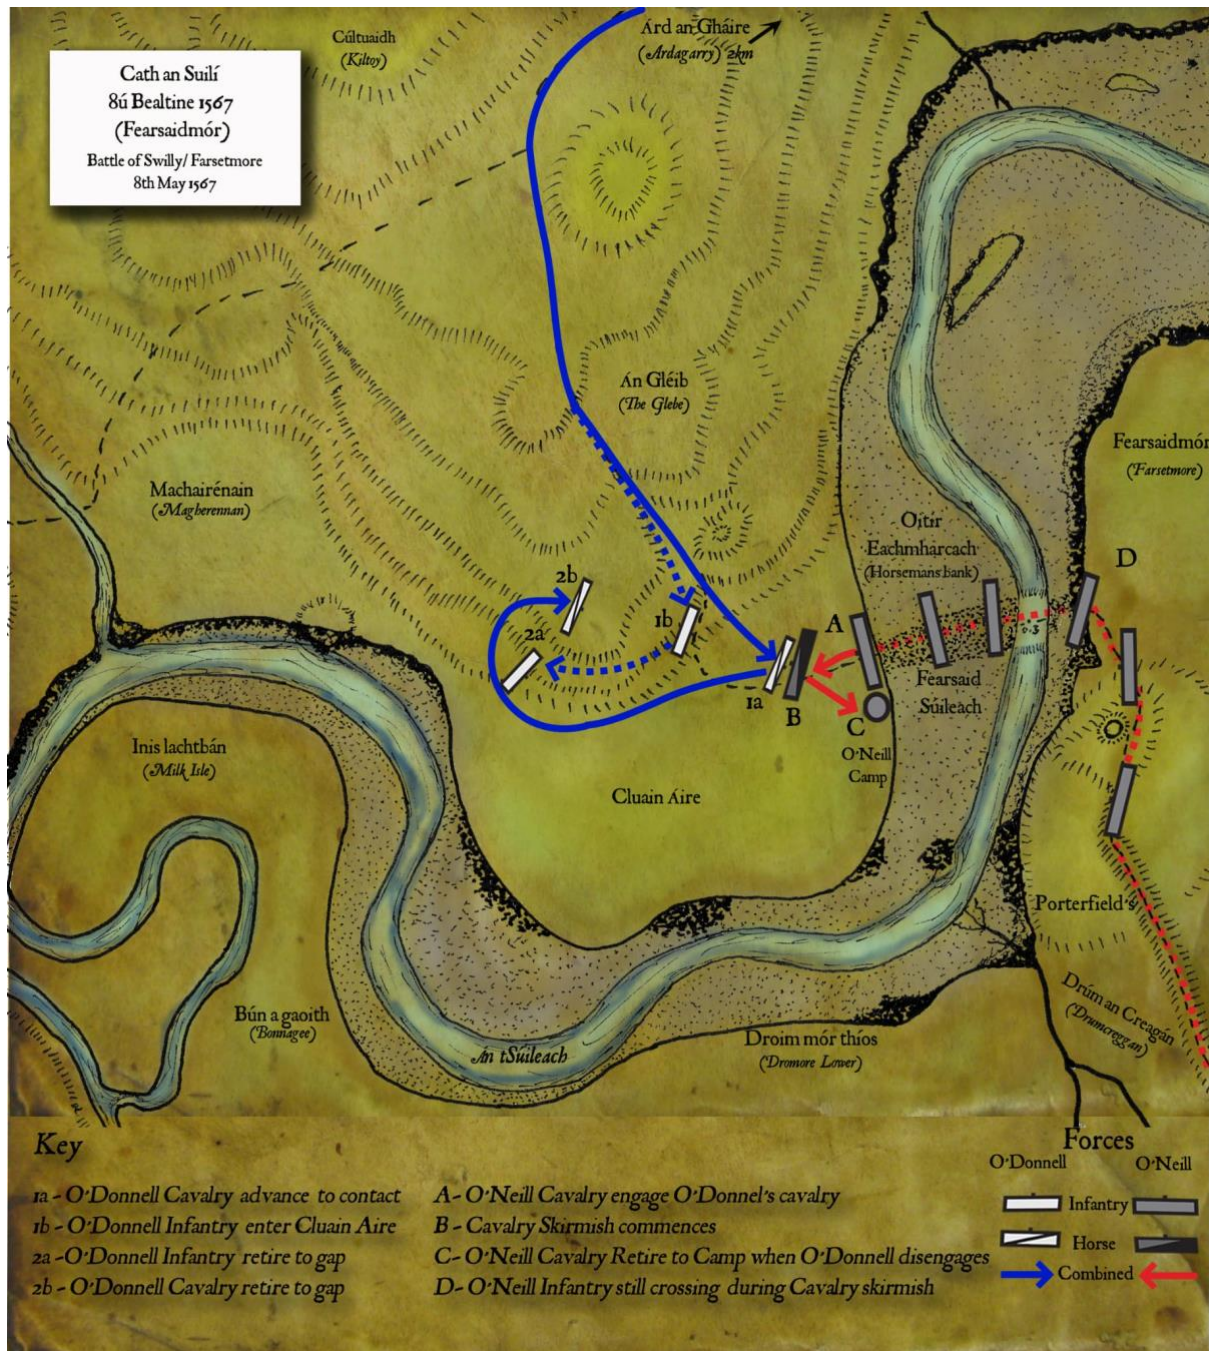 Cath an Suilí
8ú Bealtine 1567
(Fearsaidmór)
Battle of Swilly/ Farsetmore
8th May 1567
Cúltuaidh
(Kiltoy)
Árd an Gháire
(Ardagarry) 2km
Án Gléib
(The Glebe)
Machairénain
(Magherennan)
Fearsaidmór
(Farsetmore)
Oitir
Eachmharcach
(Horsemans bank)
D
2b
1b
2a
A
1a
B
C
Fearsaid
Súileach
O'Neill
Camp
Inis lachtbán
(Milk Isle)
Cluain Áire
Porterfield's
Bún a gaoith
(Bonnagee)
Án tSúileach
Droim mór thíos
(Dromore Lower)
Drúm an Creagán
(Drumcreggan)
Key
1a - O'Donnell Cavalry advance to contact
1b - O'Donnell Infantry enter Cluain Aire
2a -O'Donnell Infantry retire to gap
2b - O'Donnell Cavalry retire to gap
A- O'Neill Cavalry engage O'Donnel's cavalry
B - Cavalry Skirmish commences
C- O'Neill Cavalry Retire to Camp when O'Donnell disengages
D- O'Neill Infantry still crossing during Cavalry skirmish
Forces
O'Donnell O'Neill
Infantry
Horse
Combined